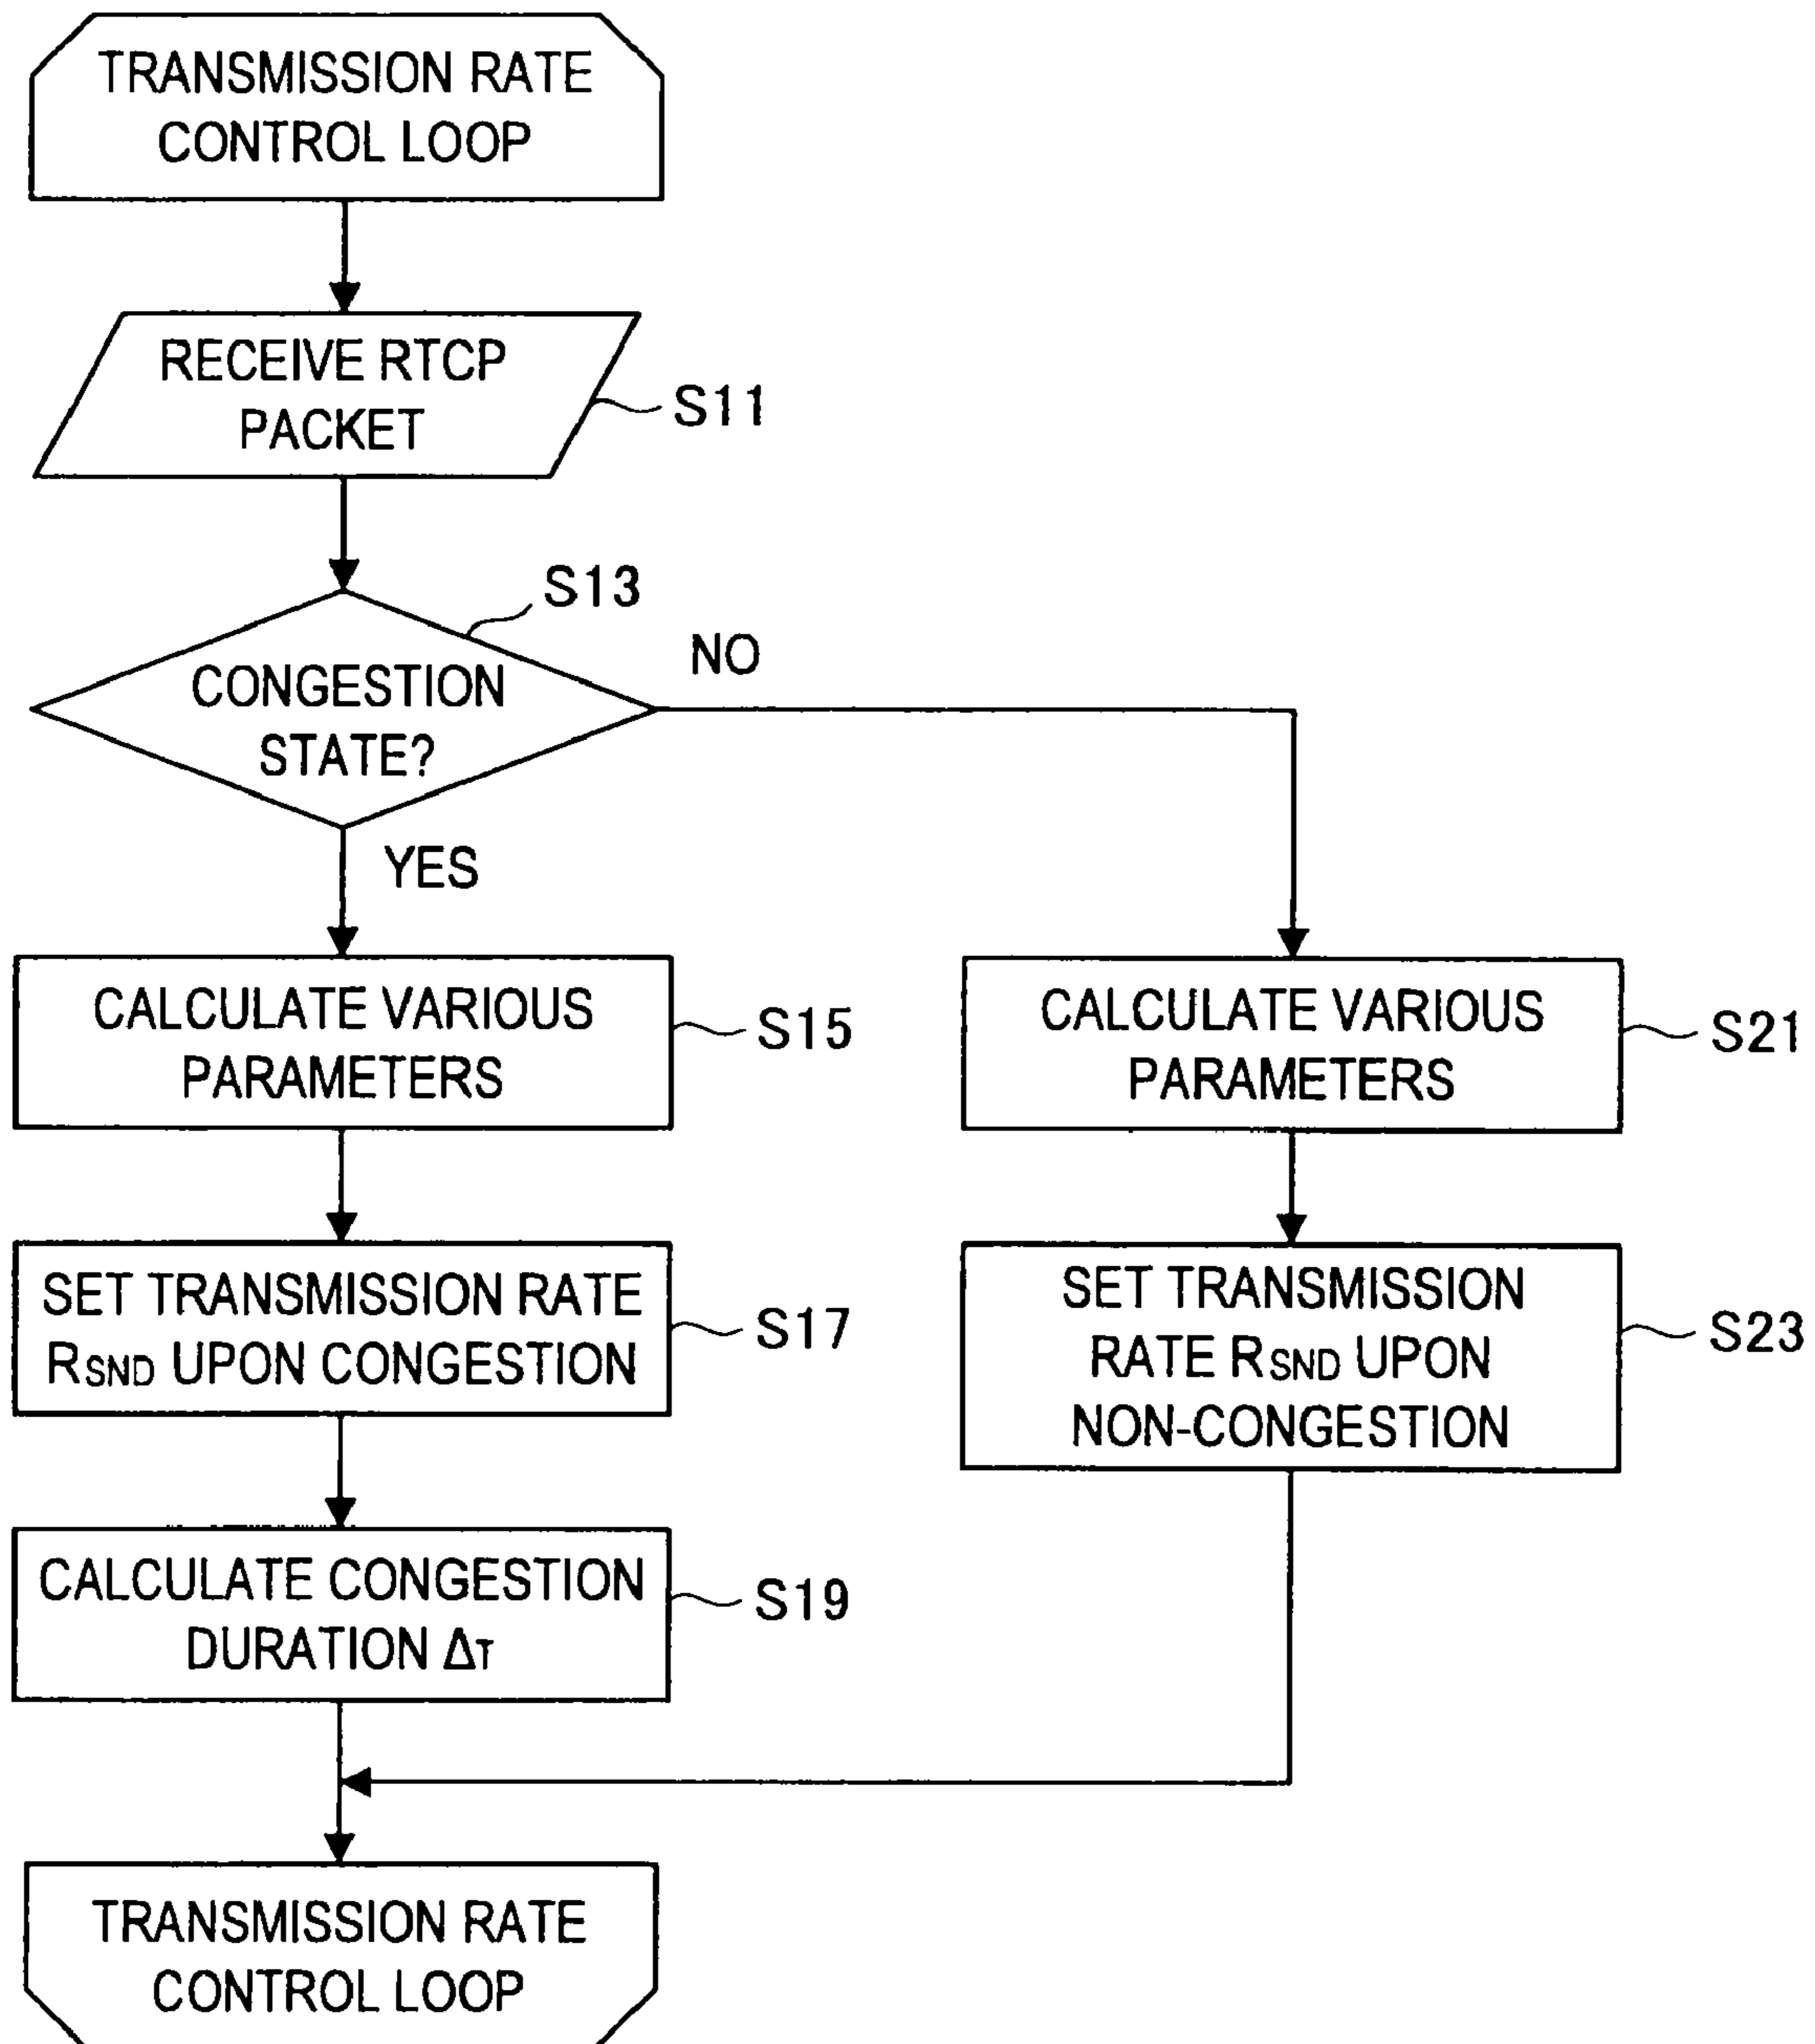 TRANSMISSION RATE
CONTROL LOOP
RECEIVE RTCP
PACKET
S11
S13
CONGESTION
STATE?
NO
YES
CALCULATE VARIOUS
PARAMETERS
S15
CALCULATE VARIOUS
PARAMETERS
S21
SET TRANSMISSION RATE
RSND UPON CONGESTION
S17
SET TRANSMISSION
RATE RSND UPON
NON-CONGESTION
S23
CALCULATE CONGESTION
DURATION ΔT
S19
TRANSMISSION RATE
CONTROL LOOP